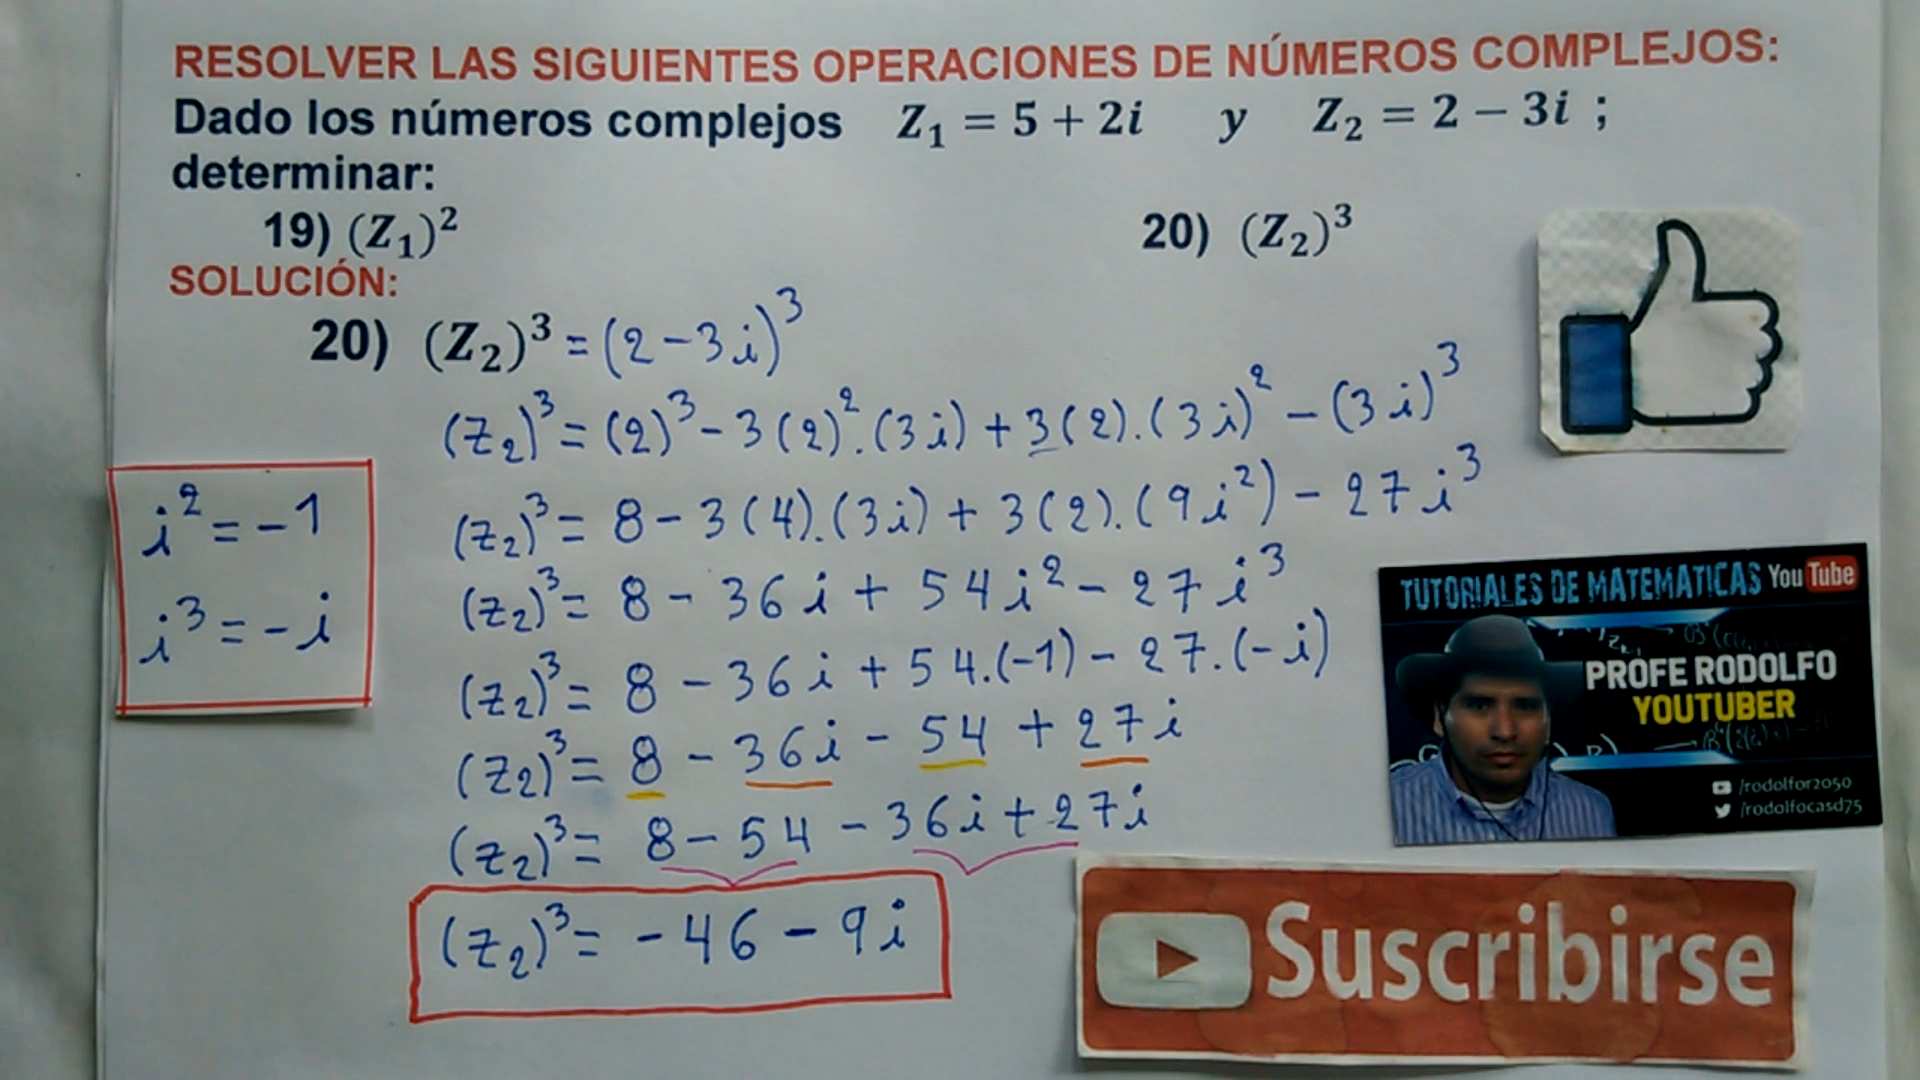 RESOLVER LAS SIGUIENTES OPERACIONES DE NÚMEROS COMPLEJOS:
Dado los números complejos Z₁ = 5 + 2i y Z₂ = 2 − 3i ;
determinar:
19) (Z₁)² 20) (Z₂)³
SOLUCIÓN:
20) (Z₂)³ = (2 − 3i)³
(Z₂)³ = (2)³ − 3(2)².(3i) + 3(2).(3i)² − (3i)³
(Z₂)³ = 8 − 3(4).(3i) + 3(2).(9i²) − 27i³
(Z₂)³ = 8 − 36i + 54i² − 27i³
(Z₂)³ = 8 − 36i + 54.(−1) − 27.(−i)
(Z₂)³ = 8 − 36i − 54 + 27i
(Z₂)³ = 8 − 54 − 36i + 27i
(Z₂)³ = −46 − 9i
i² = −1
i³ = −i
TUTORIALES DE MATEMATICAS YouTube
PROFE RODOLFO
YOUTUBER
/rodolfor2050
/rodolfocasd75
Suscribirse